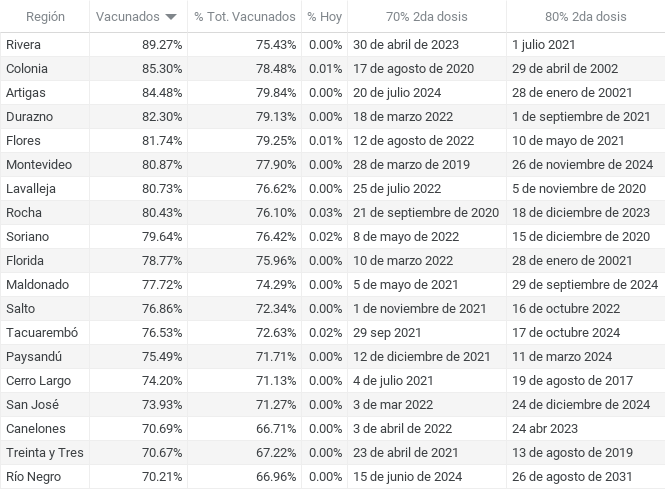 Región Vacunados % Tot. Vacunados % Hoy 70% 2da dosis 80% 2da dosis
Rivera 89.27% 75.43% 0.00% 30 de abril de 2023 1 julio 2021
Colonia 85.30% 78.48% 0.01% 17 de agosto de 2020 29 de abril de 2002
Artigas 84.48% 79.84% 0.00% 20 de julio 2024 28 de enero de 20021
Durazno 82.30% 79.13% 0.00% 18 de marzo 2022 1 de septiembre de 2021
Flores 81.74% 79.25% 0.01% 12 de agosto de 2022 10 de mayo de 2021
Montevideo 80.87% 77.90% 0.00% 28 de marzo de 2019 26 de noviembre de 2024
Lavalleja 80.73% 76.62% 0.00% 25 de julio 2022 5 de noviembre de 2020
Rocha 80.43% 76.10% 0.03% 21 de septiembre de 2020 18 de diciembre de 2023
Soriano 79.64% 76.42% 0.02% 8 de mayo de 2022 15 de diciembre de 2020
Florida 78.77% 75.96% 0.00% 10 de marzo 2022 28 de enero de 20021
Maldonado 77.72% 74.29% 0.00% 5 de mayo de 2021 29 de septiembre de 2024
Salto 76.86% 72.34% 0.00% 1 de noviembre de 2021 16 de octubre 2022
Tacuarembó 76.53% 72.63% 0.02% 29 sep 2021 17 de octubre 2024
Paysandú 75.49% 71.71% 0.00% 12 de diciembre de 2021 11 de marzo 2024
Cerro Largo 74.20% 71.13% 0.00% 4 de julio 2021 19 de agosto de 2017
San José 73.93% 71.27% 0.00% 3 de mar 2022 24 de diciembre de 2024
Canelones 70.69% 66.71% 0.00% 3 de abril de 2022 24 abr 2023
Treinta y Tres 70.67% 67.22% 0.00% 23 de abril de 2021 13 de agosto de 2019
Río Negro 70.21% 66.96% 0.00% 15 de junio de 2024 26 de agosto de 2031